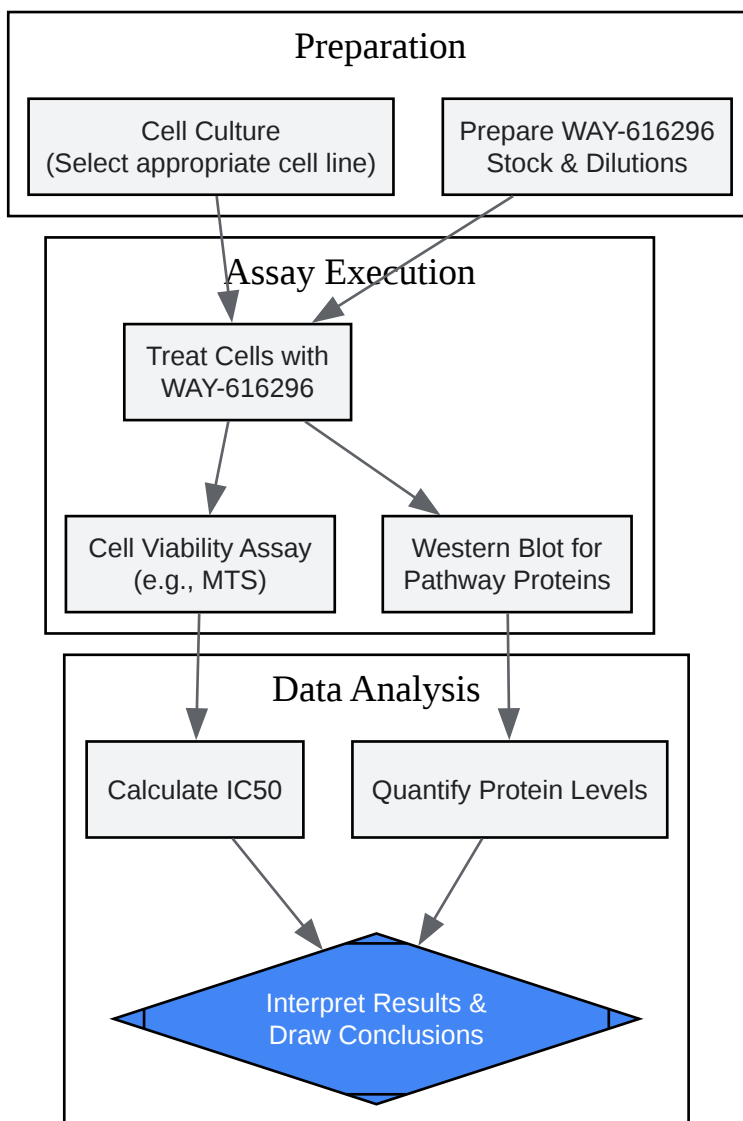 Preparation
Cell Culture
(Select appropriate cell line)
Prepare WAY-616296
Stock & Dilutions
Assay Execution
Treat Cells with
WAY-616296
Cell Viability Assay
(e.g., MTS)
Western Blot for
Pathway Proteins
Data Analysis
Calculate IC50
Quantify Protein Levels
Interpret Results &
Draw Conclusions